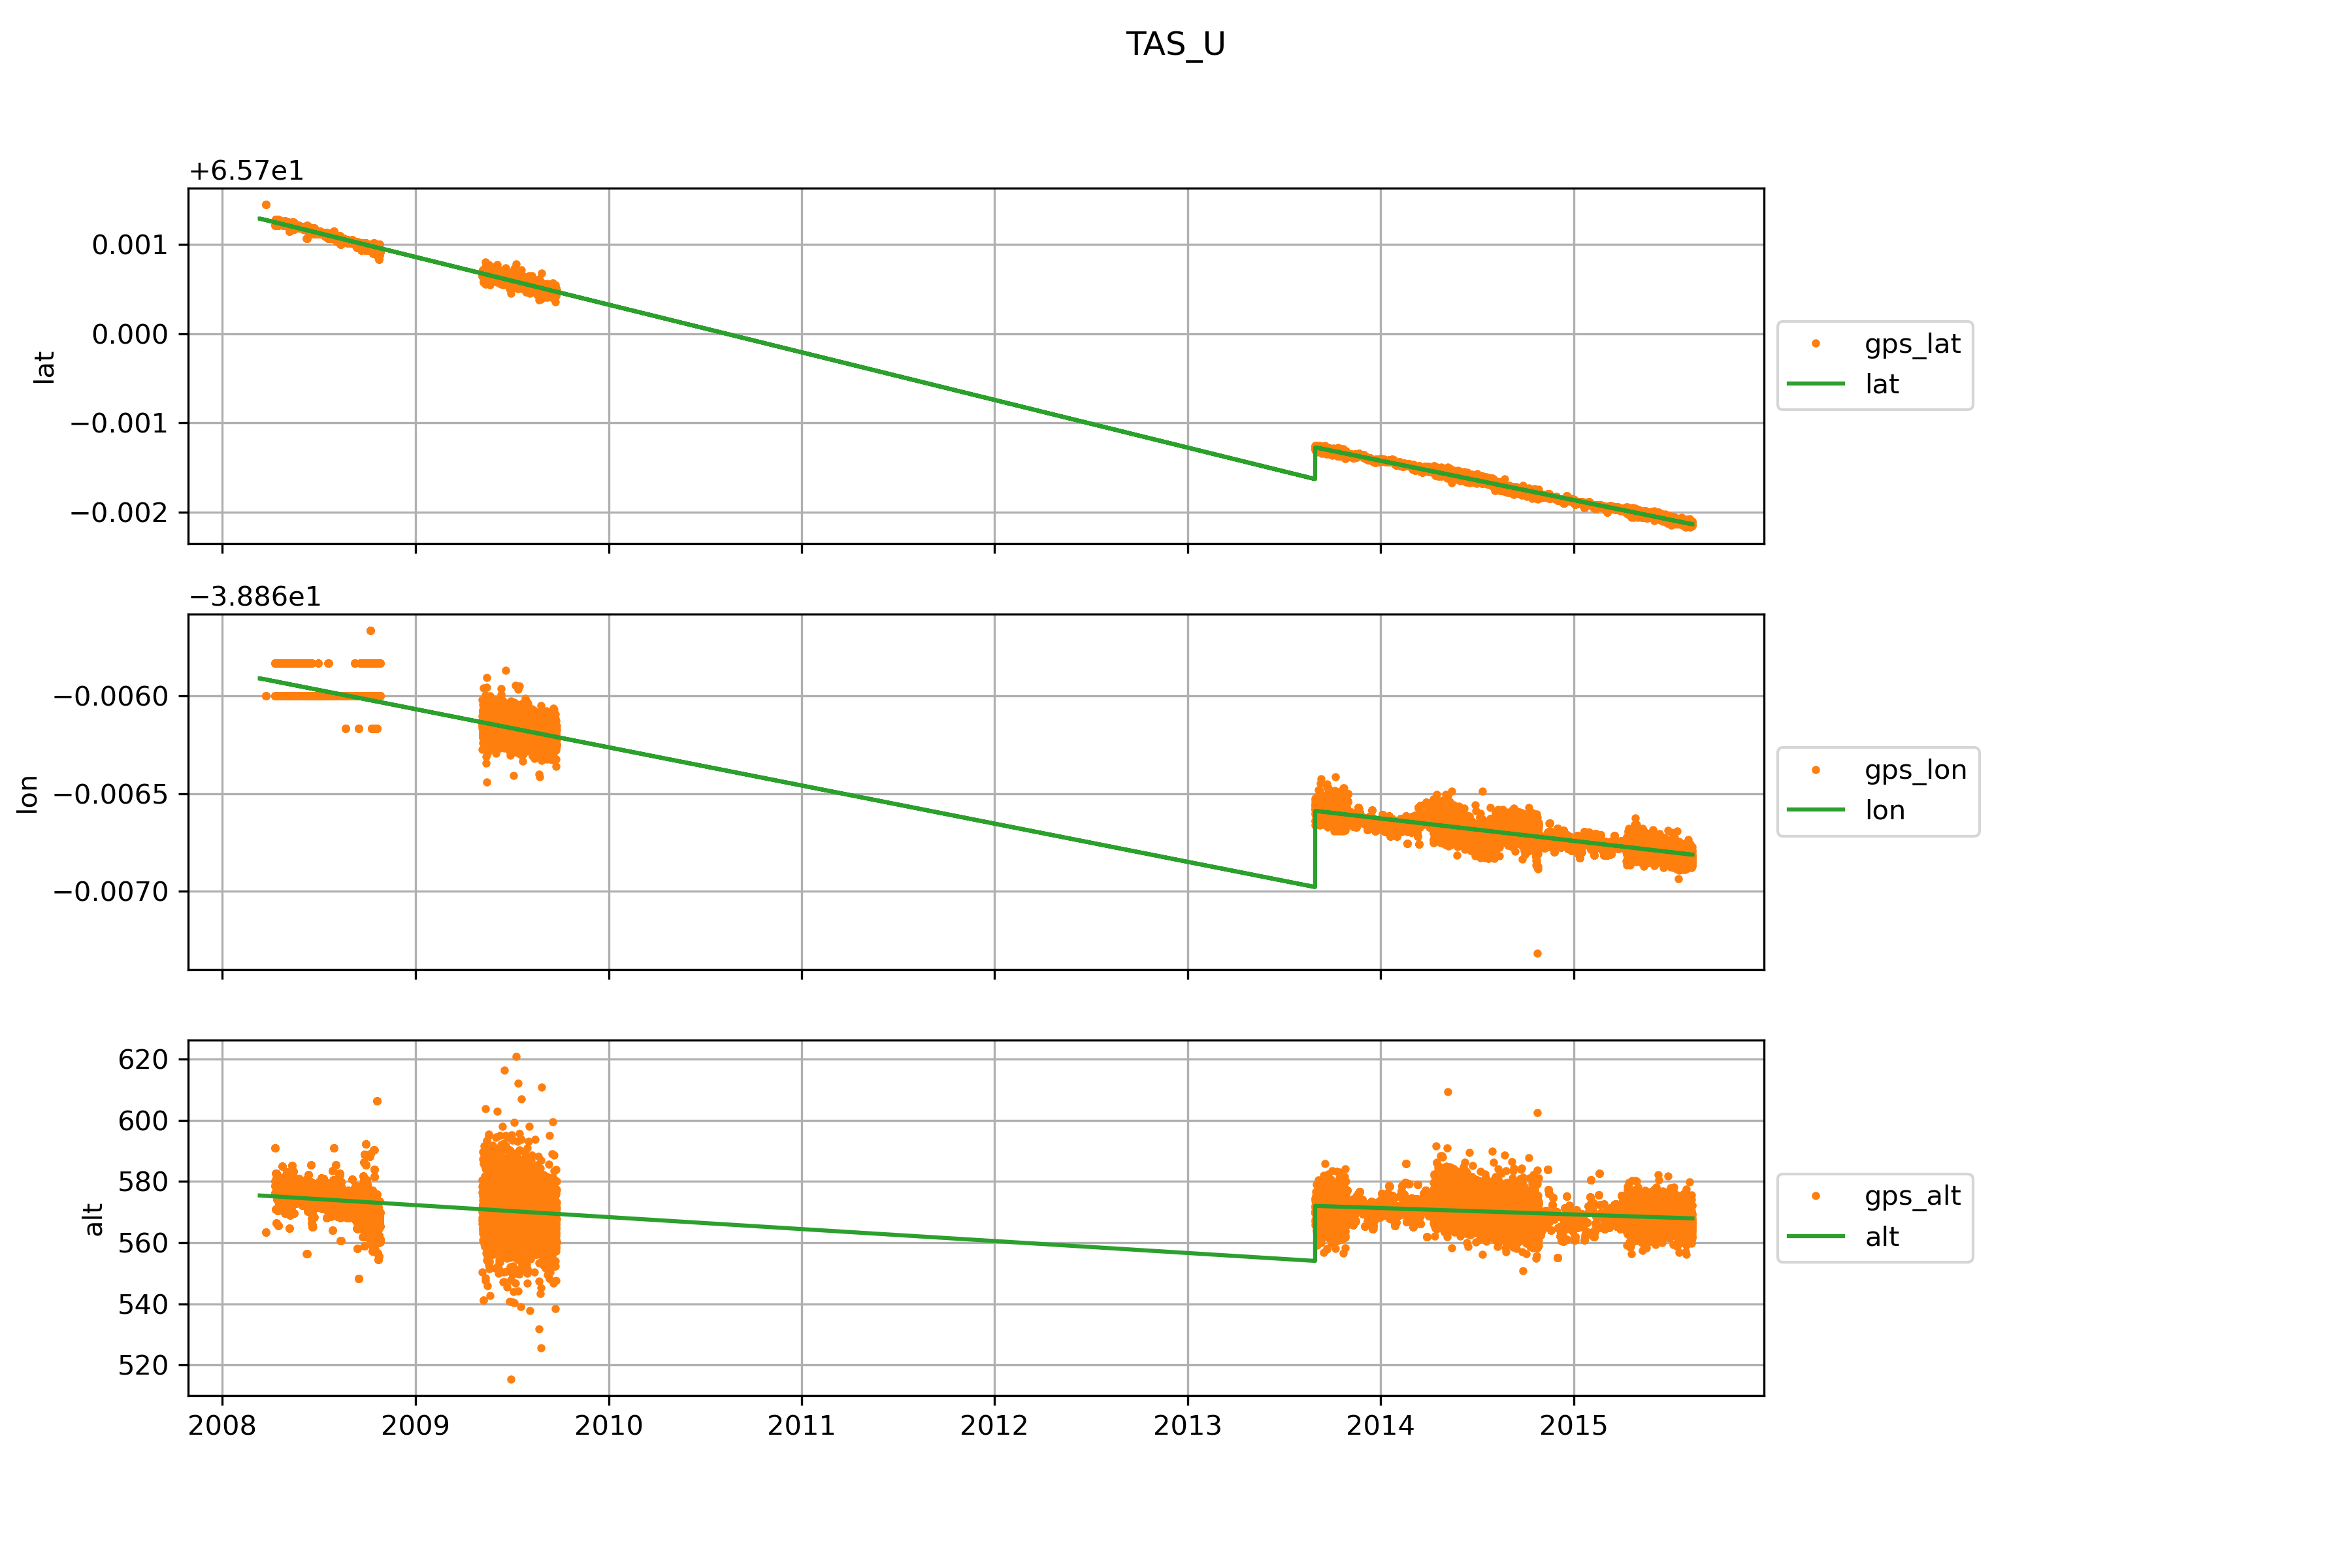 TAS_U
+6.57e1
0.001
0.000
−0.001
−0.002
lat
gps_lat
lat
−3.886e1
−0.0060
−0.0065
−0.0070
lon
gps_lon
lon
620
600
580
560
540
520
alt
gps_alt
alt
2008 2009 2010 2011 2012 2013 2014 2015